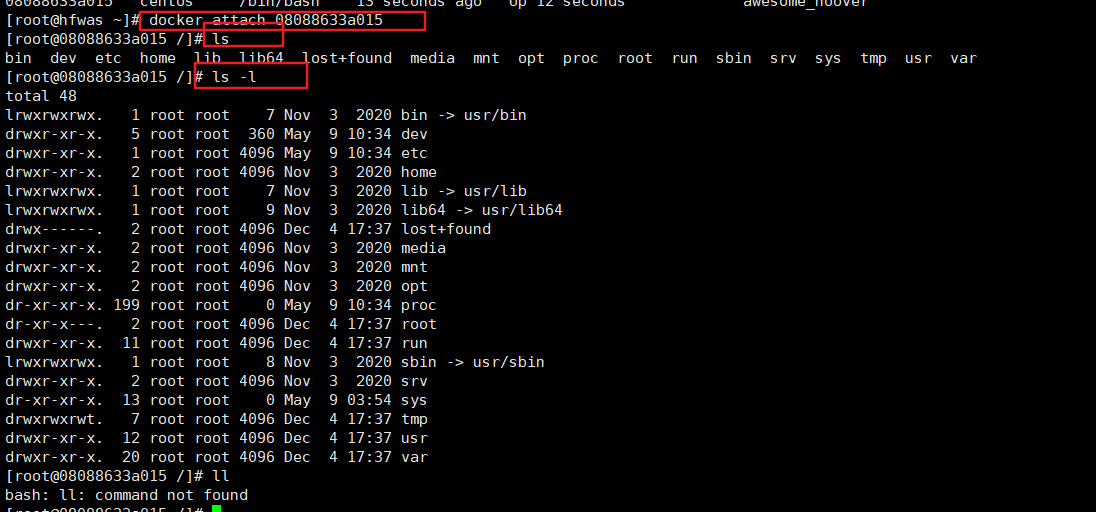 08088633a015   centos   "/bin/bash"   13 seconds ago   Up 12 seconds   awesome_hoover
[root@hfwas ~]# docker attach 08088633a015
[root@08088633a015 /]# ls
bin  dev  etc  home  lib  lib64  lost+found  media  mnt  opt  proc  root  run  sbin  srv  sys  tmp  usr  var
[root@08088633a015 /]# ls -l
total 48
lrwxrwxrwx.   1 root root    7 Nov  3  2020 bin -> usr/bin
drwxr-xr-x.   5 root root  360 May  9 10:34 dev
drwxr-xr-x.   1 root root 4096 May  9 10:34 etc
drwxr-xr-x.   2 root root 4096 Nov  3  2020 home
lrwxrwxrwx.   1 root root    7 Nov  3  2020 lib -> usr/lib
lrwxrwxrwx.   1 root root    9 Nov  3  2020 lib64 -> usr/lib64
drwx------.   2 root root 4096 Dec  4 17:37 lost+found
drwxr-xr-x.   2 root root 4096 Nov  3  2020 media
drwxr-xr-x.   2 root root 4096 Nov  3  2020 mnt
drwxr-xr-x.   2 root root 4096 Nov  3  2020 opt
dr-xr-xr-x. 199 root root    0 May  9 10:34 proc
dr-xr-x---.   2 root root 4096 Dec  4 17:37 root
drwxr-xr-x.  11 root root 4096 Dec  4 17:37 run
lrwxrwxrwx.   1 root root    8 Nov  3  2020 sbin -> usr/sbin
drwxr-xr-x.   2 root root 4096 Nov  3  2020 srv
dr-xr-xr-x.  13 root root    0 May  9 03:54 sys
drwxrwxrwt.   7 root root 4096 Dec  4 17:37 tmp
drwxr-xr-x.  12 root root 4096 Dec  4 17:37 usr
drwxr-xr-x.  20 root root 4096 Dec  4 17:37 var
[root@08088633a015 /]# ll
bash: ll: command not found
[root@08088633a015 /]#